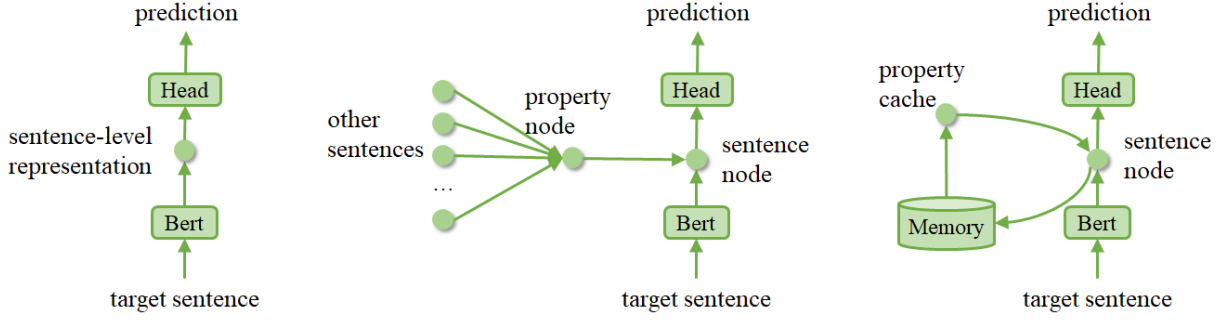 prediction
Head
sentence-level
representation
Bert
target sentence
prediction
Head
property
node
other
sentences
...
sentence
node
Bert
target sentence
prediction
property
cache
Head
sentence
node
Memory
Bert
target sentence